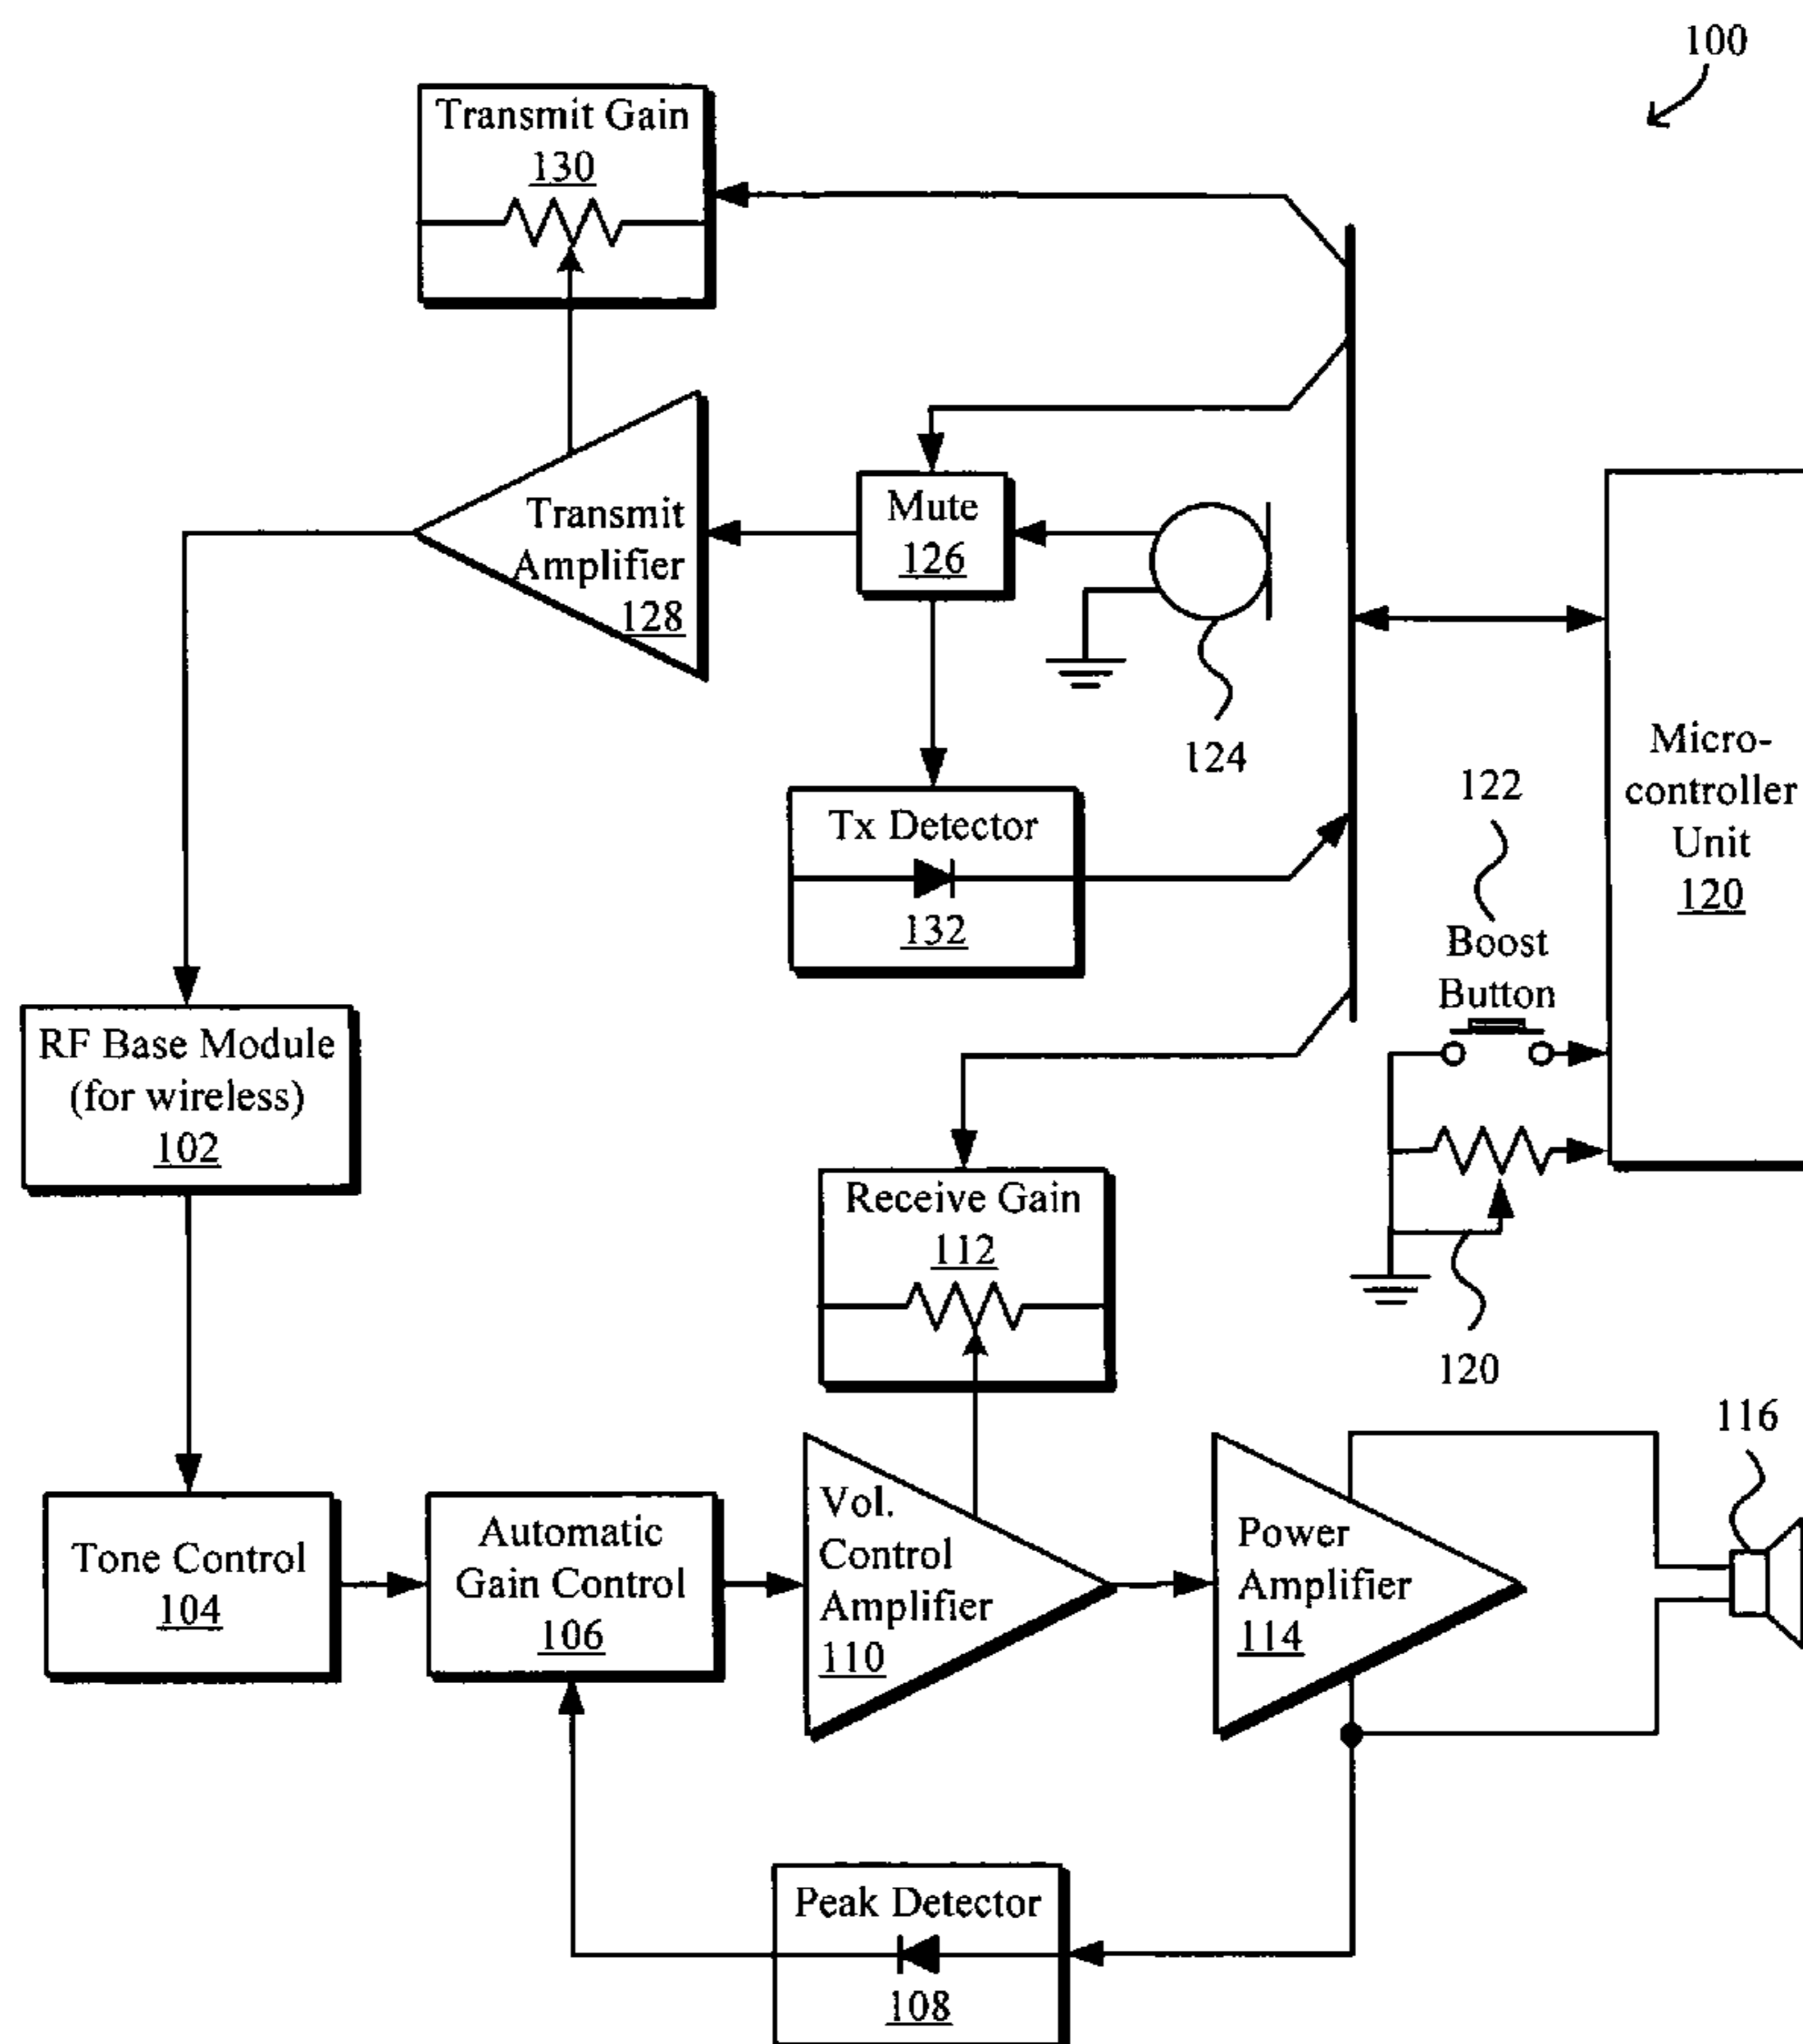 100
Transmit Gain
130
Transmit
Amplifier
128
Mute
126
124
Tx Detector
132
Micro-
controller
Unit
120
122
Boost
Button
RF Base Module
(for wireless)
102
Receive Gain
112
120
116
Tone Control
104
Automatic
Gain Control
106
Vol.
Control
Amplifier
110
Power
Amplifier
114
Peak Detector
108